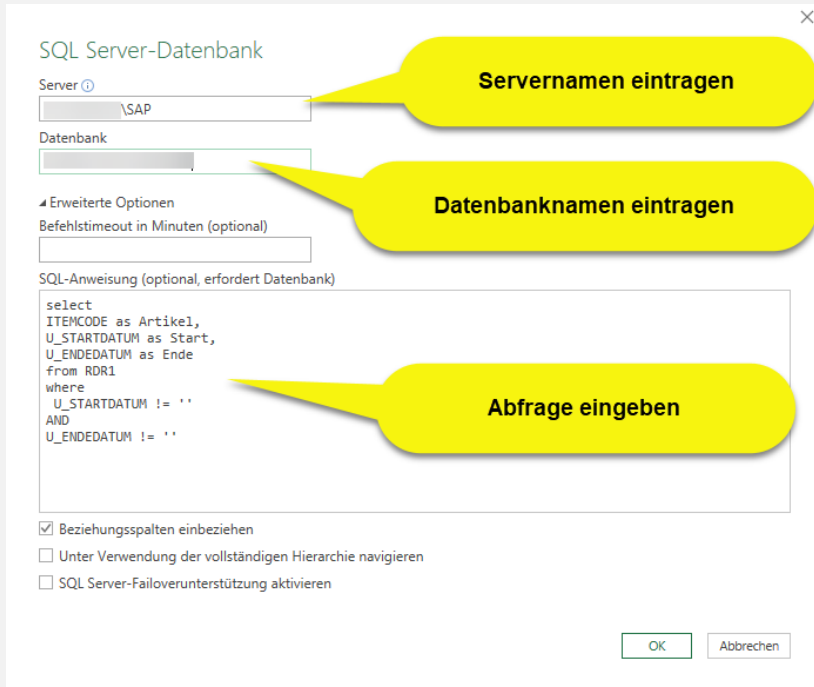 SQL Server-Datenbank
Server
Servernamen eintragen
\SAP
Datenbank
Datenbanknamen eintragen
Erweiterte Optionen
Befehlstimeout in Minuten (optional)
SQL-Anweisung (optional, erfordert Datenbank)
select
ITEMCODE as Artikel,
U_STARTDATUM as Start,
U_ENDEDATUM as Ende
from RDR1
where
U_STARTDATUM != ''
AND
U_ENDEDATUM != ''
Abfrage eingeben
Beziehungsspalten einbeziehen
Unter Verwendung der vollständigen Hierarchie navigieren
SQL Server-Failoverunterstützung aktivieren
OK Abbrechen